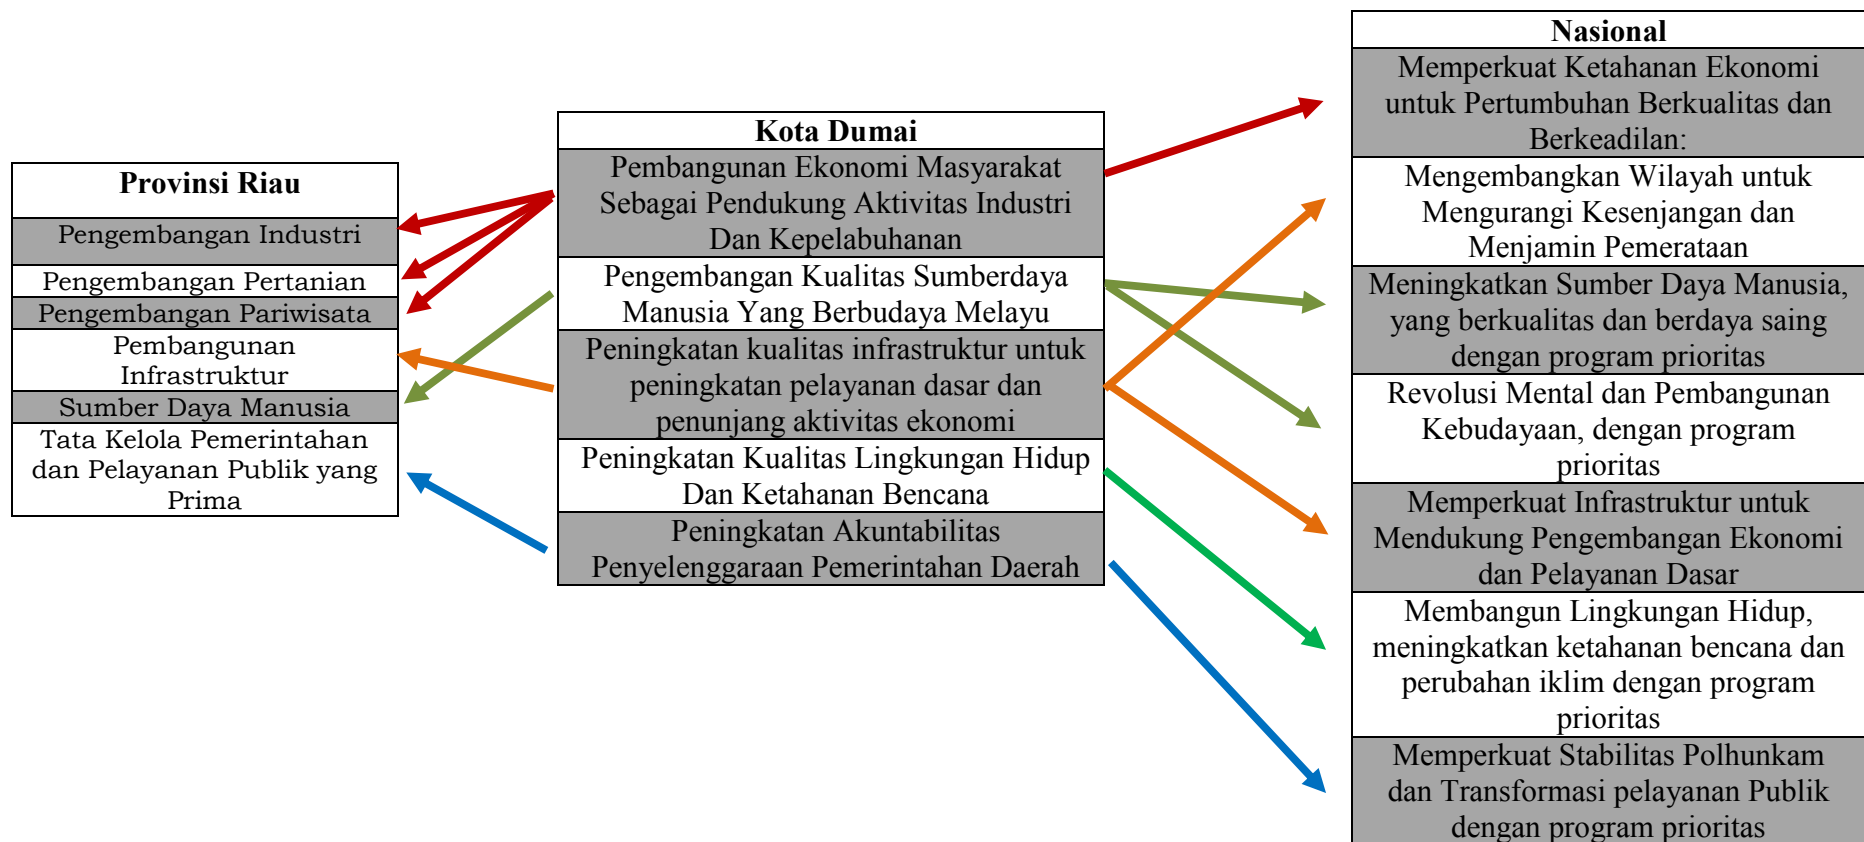 Provinsi Riau
Pengembangan Industri
Pengembangan Pertanian
Pengembangan Pariwisata
Pembangunan
Infrastruktur
Sumber Daya Manusia
Tata Kelola Pemerintahan
dan Pelayanan Publik yang
Prima
Kota Dumai
Pembangunan Ekonomi Masyarakat
Sebagai Pendukung Aktivitas Industri
Dan Kepelabuhanan
Pengembangan Kualitas Sumberdaya
Manusia Yang Berbudaya Melayu
Peningkatan kualitas infrastruktur untuk
peningkatan pelayanan dasar dan
penunjang aktivitas ekonomi
Peningkatan Kualitas Lingkungan Hidup
Dan Ketahanan Bencana
Peningkatan Akuntabilitas
Penyelenggaraan Pemerintahan Daerah
Nasional
Memperkuat Ketahanan Ekonomi
untuk Pertumbuhan Berkualitas dan
Berkeadilan:
Mengembangkan Wilayah untuk
Mengurangi Kesenjangan dan
Menjamin Pemerataan
Meningkatkan Sumber Daya Manusia,
yang berkualitas dan berdaya saing
dengan program prioritas
Revolusi Mental dan Pembangunan
Kebudayaan, dengan program
prioritas
Memperkuat Infrastruktur untuk
Mendukung Pengembangan Ekonomi
dan Pelayanan Dasar
Membangun Lingkungan Hidup,
meningkatkan ketahanan bencana dan
perubahan iklim dengan program
prioritas
Memperkuat Stabilitas Polhunkam
dan Transformasi pelayanan Publik
dengan program prioritas